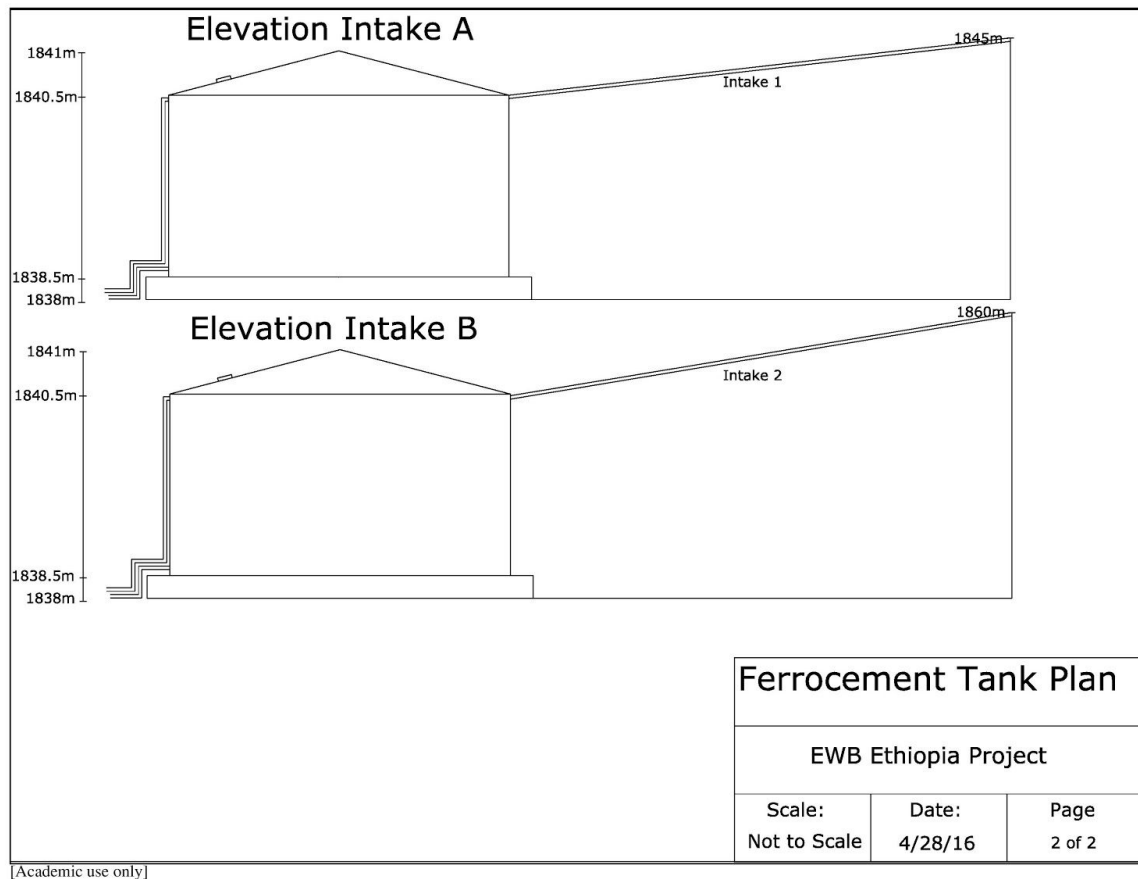 Elevation Intake A
1841m
1845m
Intake 1
1840.5m
1838.5m
1838m
Elevation Intake B
1860m
1841m
Intake 2
1840.5m
1838.5m
1838m
Ferrocement Tank Plan
EWB Ethiopia Project
Scale: Date: Page
Not to Scale 4/28/16 2 of 2
[Academic use only]